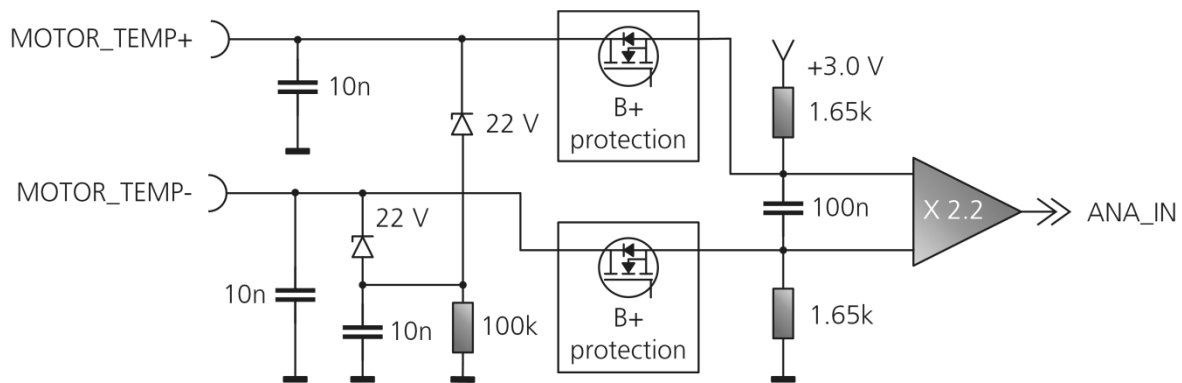 MOTOR_TEMP+
10n
22 V
B+
protection
+3.0 V
1.65k
MOTOR_TEMP-
22 V
100n
X 2.2
ANA_IN
10n
10n
100k
B+
protection
1.65k